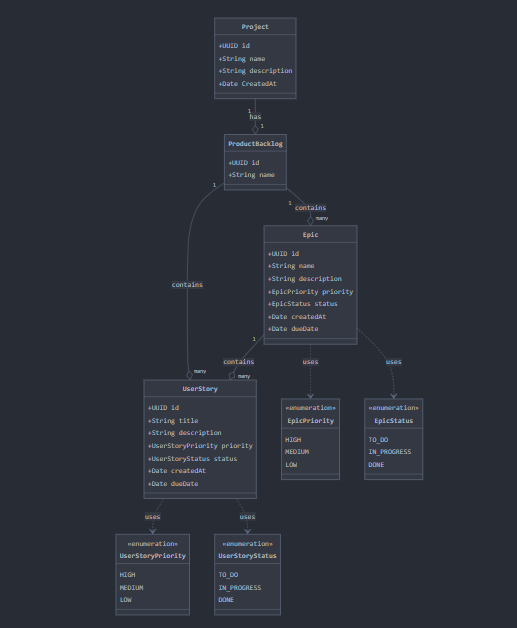 Project
+UUID id
+String name
+String description
+Date CreatedAt
1
has
1
ProductBacklog
+UUID id
+String name
1
1
contains
many
Epic
+UUID id
+String name
+String description
+EpicPriority priority
+EpicStatus status
+Date createdAt
+Date dueDate
contains
1
contains
many
many
uses
uses
UserStory
+UUID id
+String title
+String description
+UserStoryPriority priority
+UserStoryStatus status
+Date createdAt
+Date dueDate
«enumeration»
EpicPriority
HIGH
MEDIUM
LOW
«enumeration»
EpicStatus
TO_DO
IN_PROGRESS
DONE
uses
uses
«enumeration»
UserStoryPriority
HIGH
MEDIUM
LOW
«enumeration»
UserStoryStatus
TO_DO
IN_PROGRESS
DONE